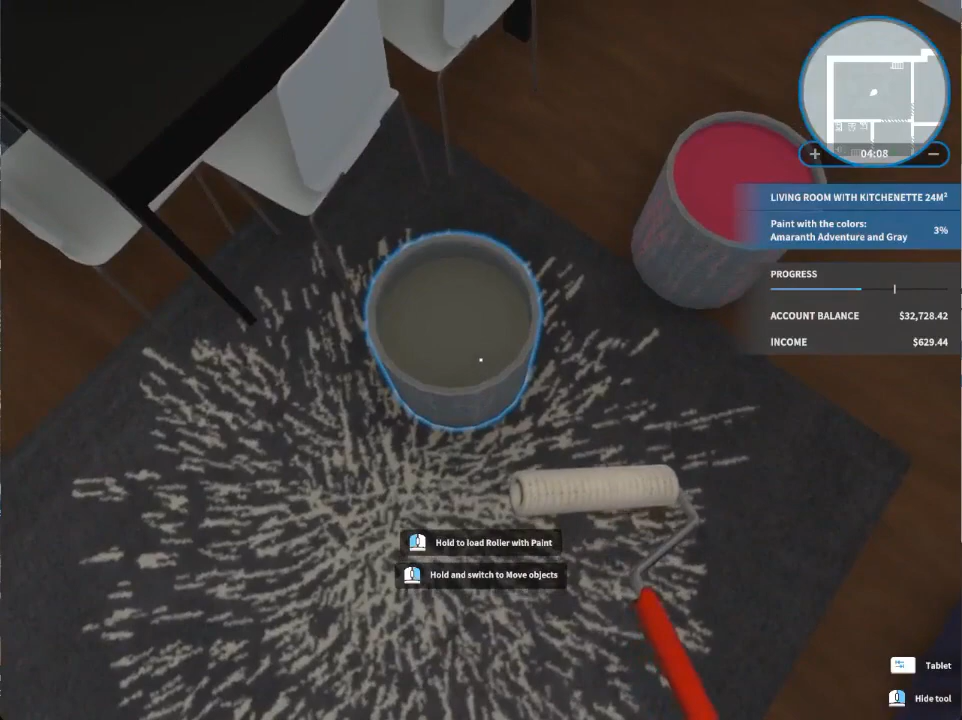 04:08
LIVING ROOM WITH KITCHENETTE 24M²
Paint with the colors:
Amaranth Adventure and Gray
3%
PROGRESS
ACCOUNT BALANCE $32,728.42
INCOME $629.44
Hold to load Roller with Paint
Hold and switch to Move objects
Tablet
Hide tool